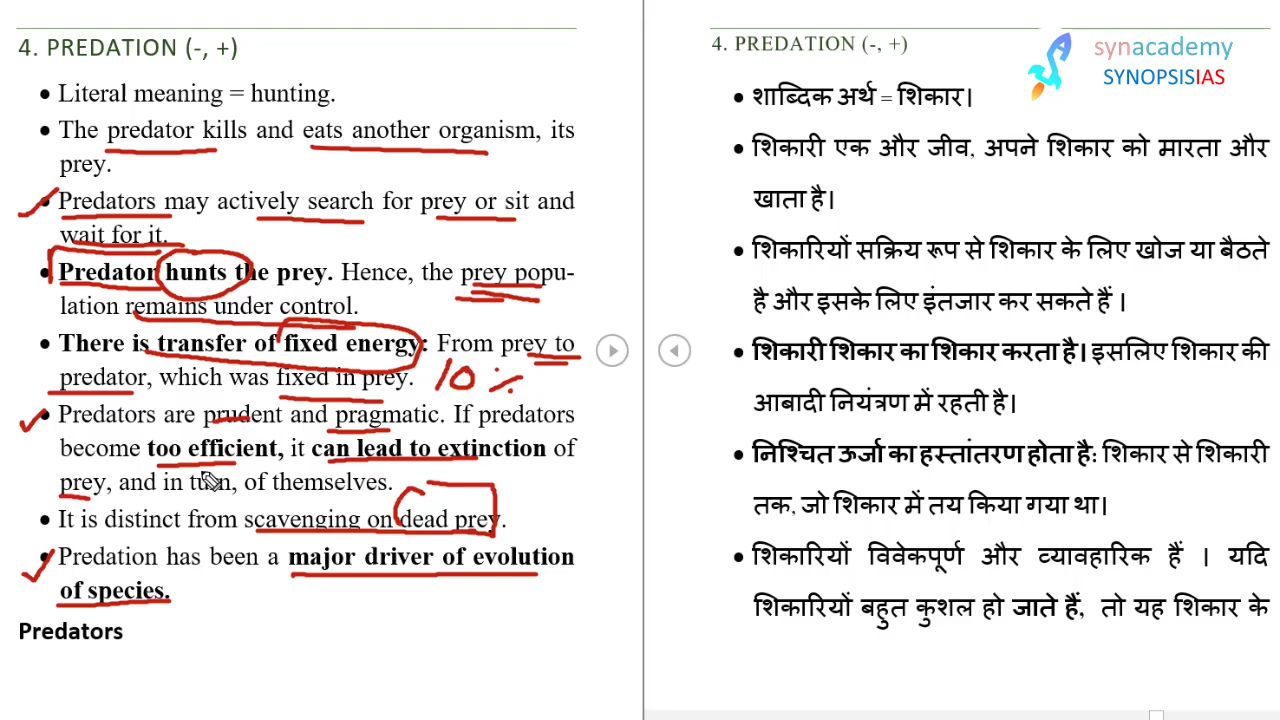 4. PREDATION (-, +)
• Literal meaning = hunting.
• The predator kills and eats another organism, its
prey.
• Predators may actively search for prey or sit and
wait for it.
• Predator hunts the prey. Hence, the prey popu-
lation remains under control.
• There is transfer of fixed energy: From prey to
predator, which was fixed in prey.
10 %
• Predators are prudent and pragmatic. If predators
become too efficient, it can lead to extinction of
prey, and in turn, of themselves.
• It is distinct from scavenging on dead prey.
• Predation has been a major driver of evolution
of species.
Predators
4. PREDATION (-, +)
synacademy
SYNOPSISIAS
• शाब्दिक अर्थ = शिकार।
• शिकारी एक और जीव, अपने शिकार को मारता और
खाता है।
• शिकारियों सक्रिय रूप से शिकार के लिए खोज या बैठते
है और इसके लिए इंतजार कर सकते हैं ।
• शिकारी शिकार का शिकार करता है। इसलिए शिकार की
आबादी नियंत्रण में रहती है।
• निश्चित ऊर्जा का हस्तांतरण होता है: शिकार से शिकारी
तक, जो शिकार में तय किया गया था।
• शिकारियों विवेकपूर्ण और व्यावहारिक हैं । यदि
शिकारियों बहुत कुशल हो जाते हैं, तो यह शिकार के